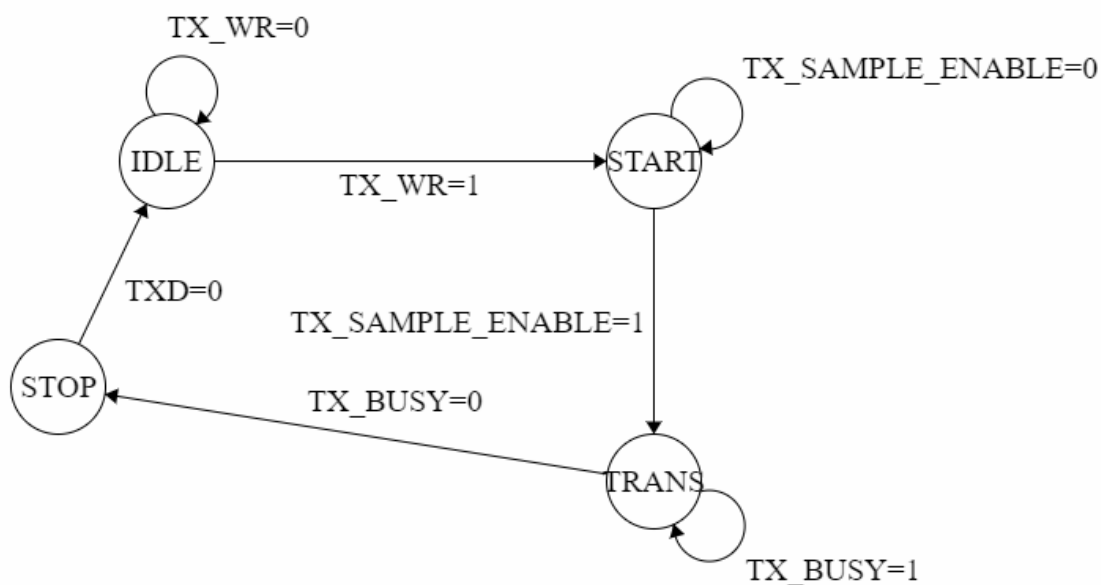 TX_WR=0
TX_SAMPLE_ENABLE=0
IDLE
START
TX_WR=1
TXD=0
TX_SAMPLE_ENABLE=1
STOP
TX_BUSY=0
TRANS
TX_BUSY=1